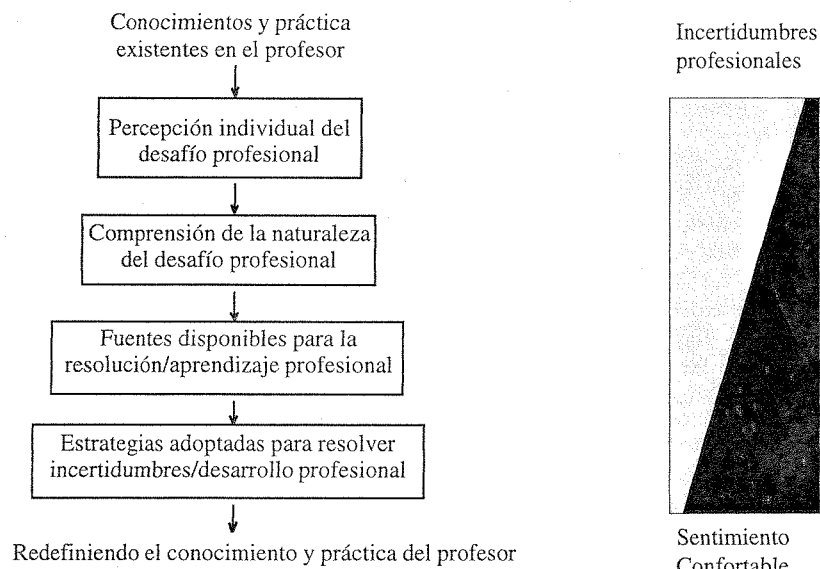 Conocimientos y práctica
existentes en el profesor
Percepción individual del
desafío profesional
Comprensión de la naturaleza
del desafío profesional
Fuentes disponibles para la
resolución/aprendizaje profesional
Estrategias adoptadas para resolver
incertidumbres/desarrollo profesional
Redefiniendo el conocimiento y práctica del profesor
Incertidumbres
profesionales
Sentimiento
Confortable